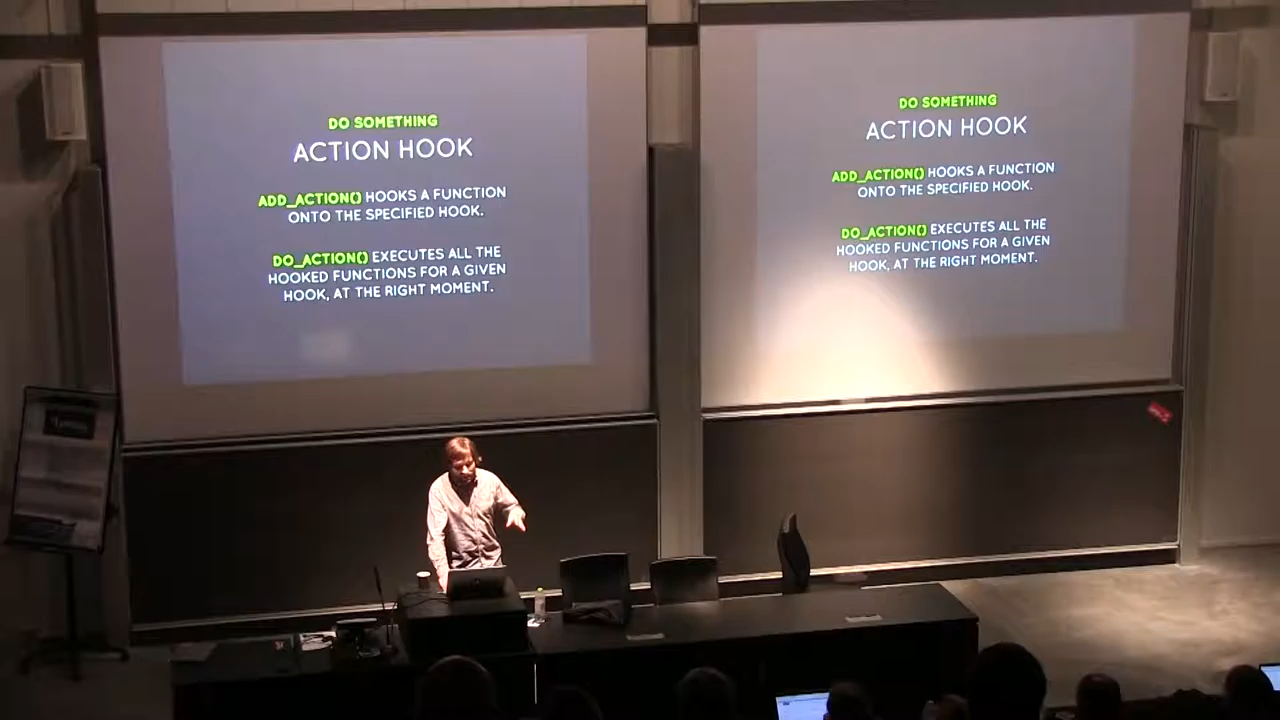 DO SOMETHING
ACTION HOOK
ADD_ACTION() HOOKS A FUNCTION
ONTO THE SPECIFIED HOOK.
DO_ACTION() EXECUTES ALL THE
HOOKED FUNCTIONS FOR A GIVEN
HOOK, AT THE RIGHT MOMENT.
DO SOMETHING
ACTION HOOK
ADD_ACTION() HOOKS A FUNCTION
ONTO THE SPECIFIED HOOK.
DO_ACTION() EXECUTES ALL THE
HOOKED FUNCTIONS FOR A GIVEN
HOOK, AT THE RIGHT MOMENT.